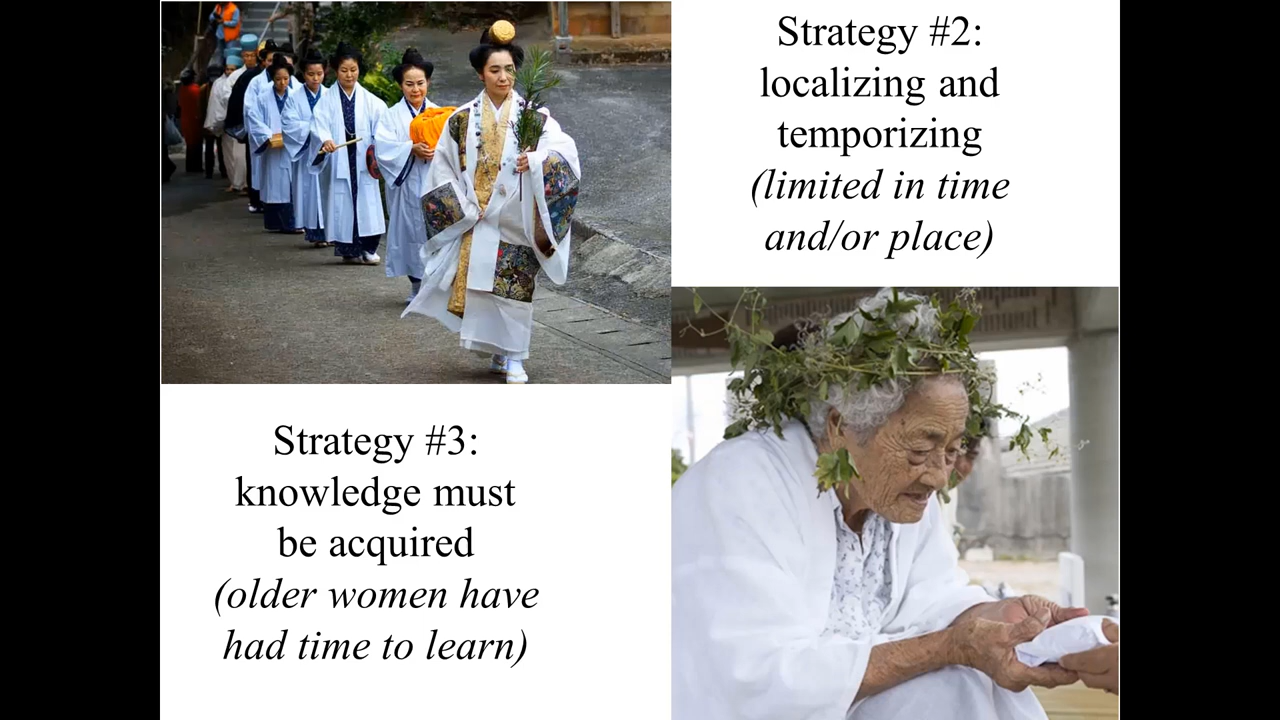 Strategy #2:
localizing and
temporizing
(limited in time
and/or place)
Strategy #3:
knowledge must
be acquired
(older women have
had time to learn)